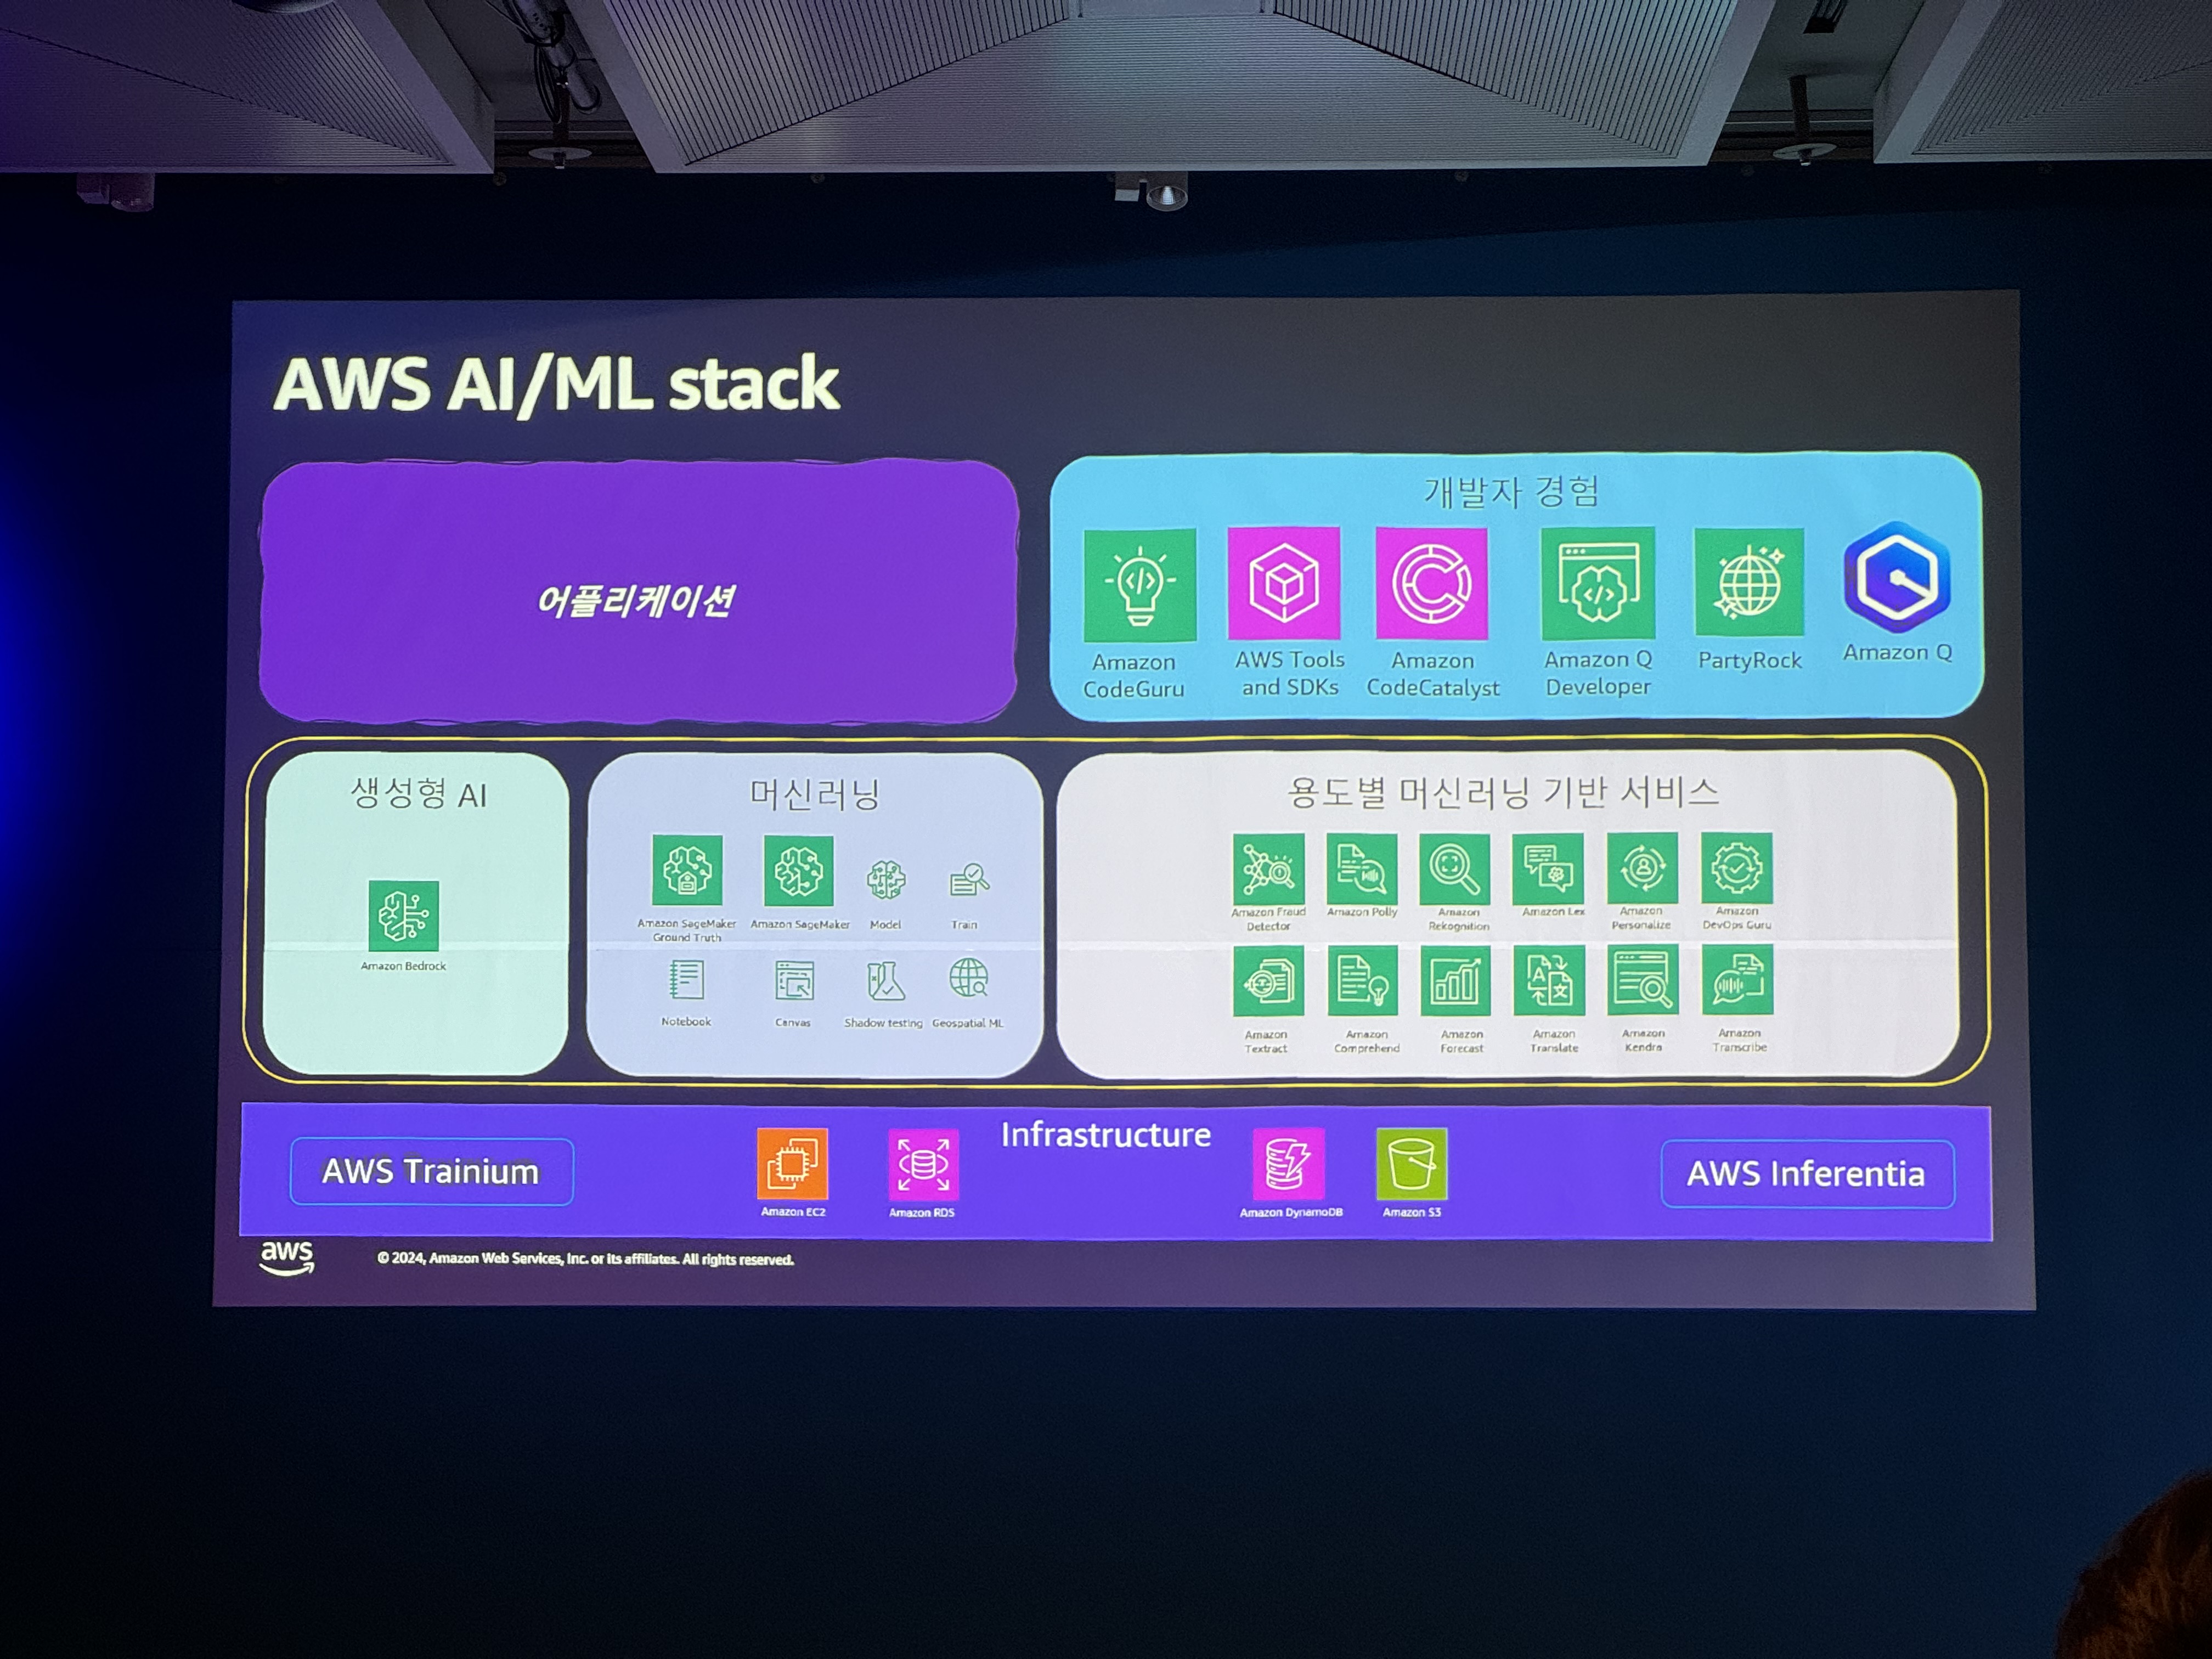 AWS AI/ML stack
어플리케이션
개발자 경험
Amazon
CodeGuru
AWS Tools
and SDKs
Amazon
CodeCatalyst
Amazon Q
Developer
PartyRock
Amazon Q
생성형 AI
Amazon Bedrock
머신러닝
Amazon SageMaker
Ground Truth
Amazon SageMaker
Model
Train
Notebook
Canvas
Shadow testing
Geospatial ML
용도별 머신러닝 기반 서비스
Amazon Fraud
Detector
Amazon Polly
Amazon
Rekognition
Amazon Lex
Amazon
Personalize
Amazon
DevOps Guru
Amazon
Textract
Amazon
Comprehend
Amazon
Forecast
Amazon
Translate
Amazon
Kendra
Amazon
Transcribe
Infrastructure
AWS Trainium
Amazon EC2
Amazon RDS
Amazon DynamoDB
Amazon S3
AWS Inferentia
aws
© 2024, Amazon Web Services, Inc. or its affiliates. All rights reserved.